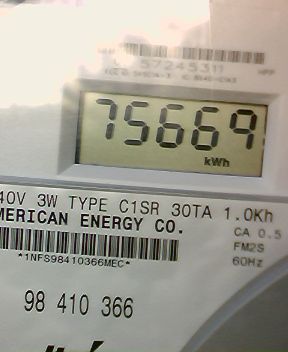 57245311
75669
kWh
40V 3W TYPE C1SR 30TA 1.0Kh
MERICAN ENERGY CO.
CA 0.5
FM2S
60Hz
*1NFS98410366MEC*
98 410 366